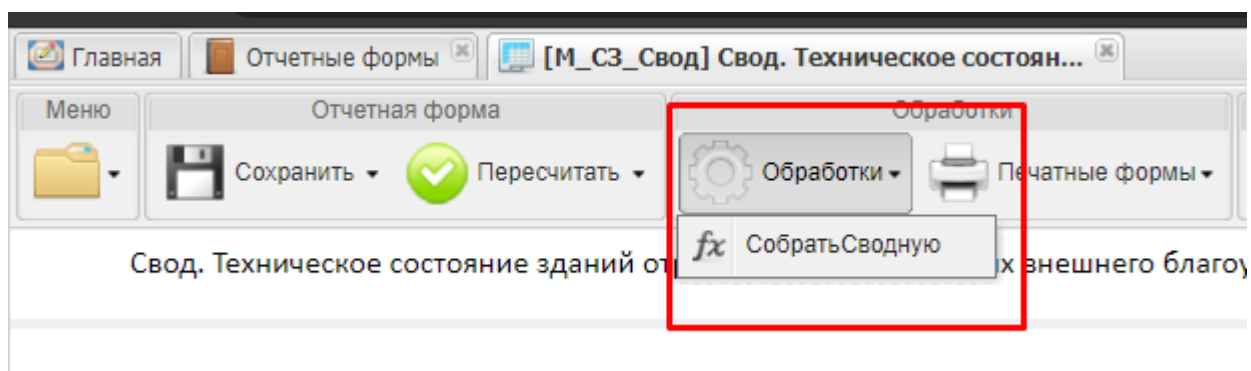 Главная Отчетные формы [М_СЗ_Свод] Свод. Техническое состоян...
Меню Отчетная форма Обработки
Сохранить Пересчитать Обработки Печатные формы
fx СобратьСводную
Свод. Техническое состояние зданий от х внешнего благоу